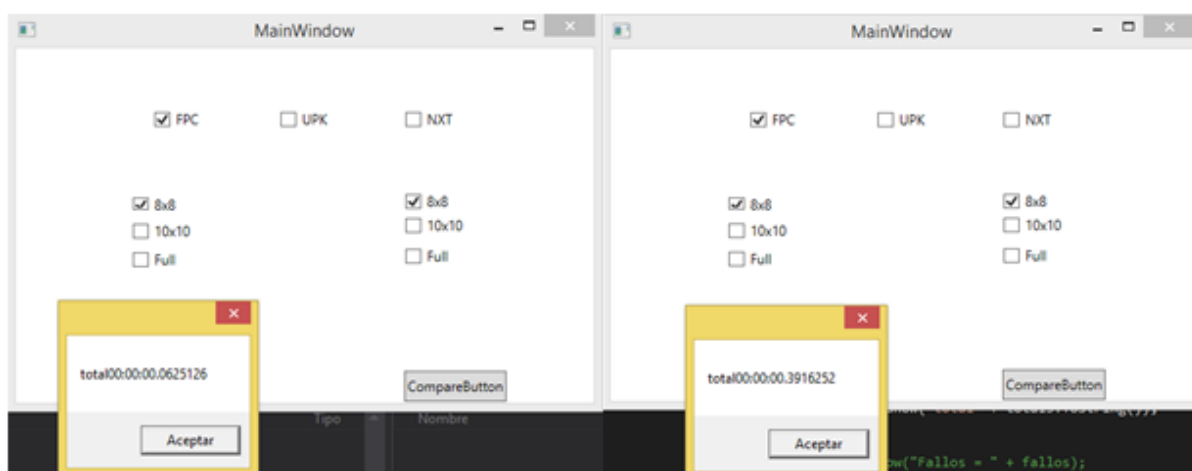 MainWindow
FPC UPK NXT
8x8 8x8
10x10 10x10
Full Full
total00:00:00.0625126
CompareButton
Aceptar
Tipo Nombre
MainWindow
FPC UPK NXT
8x8 8x8
10x10 10x10
Full Full
total00:00:00.3916252
CompareButton
Aceptar
ow("Fallos = " + fallos);